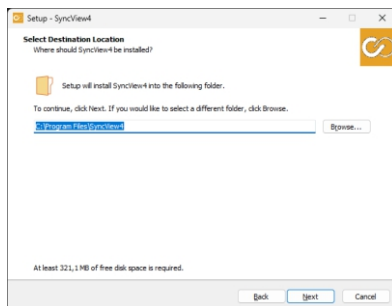 Setup - SyncView4
Select Destination Location
Where should SyncView4 be installed?
Setup will install SyncView4 into the following folder.
To continue, click Next. If you would like to select a different folder, click Browse.
C:\Program Files\SyncView4
Browse...
At least 321,1 MB of free disk space is required.
Back
Next
Cancel